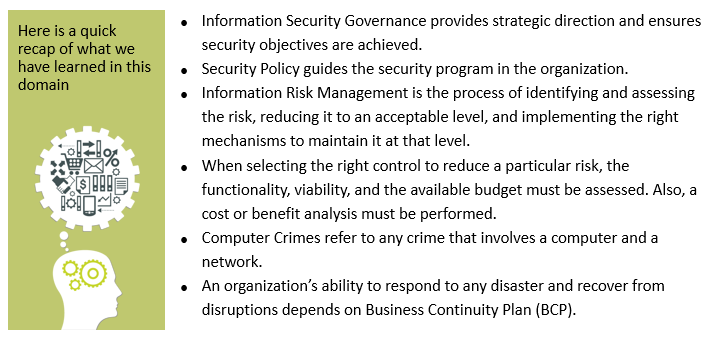 Here is a quick
recap of what we
have learned in this
domain
• Information Security Governance provides strategic direction and ensures
security objectives are achieved.
• Security Policy guides the security program in the organization.
• Information Risk Management is the process of identifying and assessing
the risk, reducing it to an acceptable level, and implementing the right
mechanisms to maintain it at that level.
• When selecting the right control to reduce a particular risk, the
functionality, viability, and the available budget must be assessed. Also, a
cost or benefit analysis must be performed.
• Computer Crimes refer to any crime that involves a computer and a
network.
• An organization’s ability to respond to any disaster and recover from
disruptions depends on Business Continuity Plan (BCP).